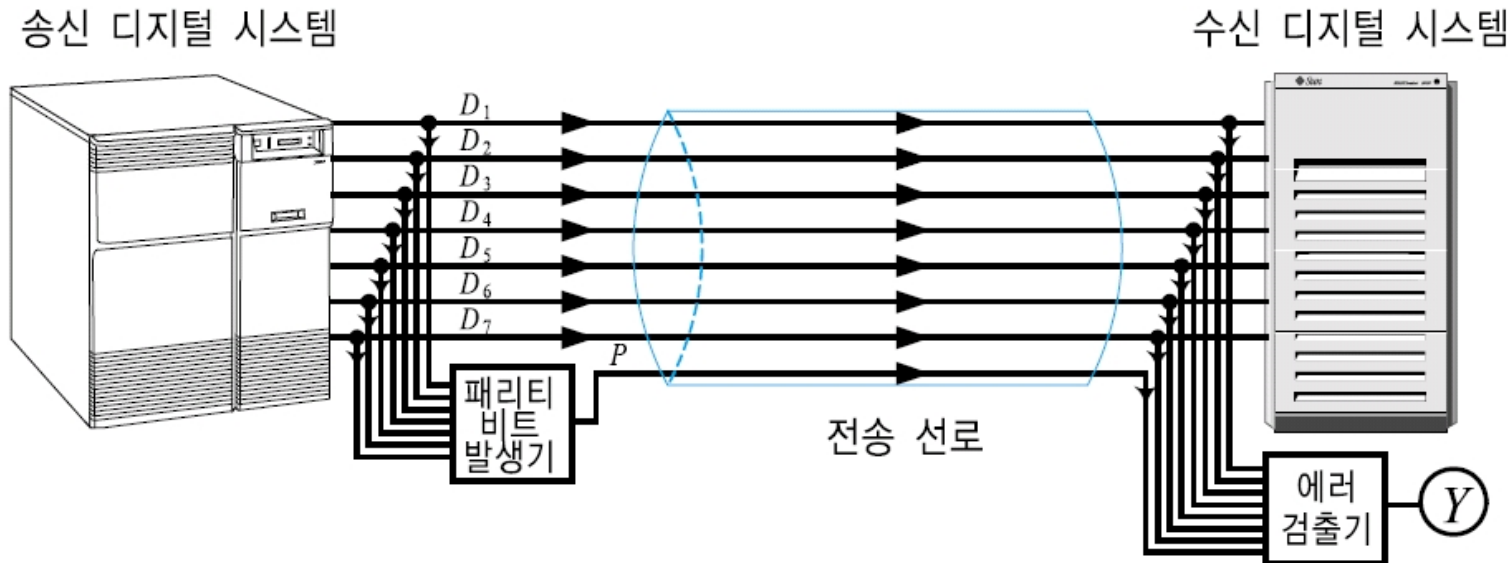 송신 디지털 시스템
수신 디지털 시스템
Sun
D1
D2
D3
D4
D5
D6
D7
P
패리티
비트
발생기
전송 선로
에러
검출기
Y